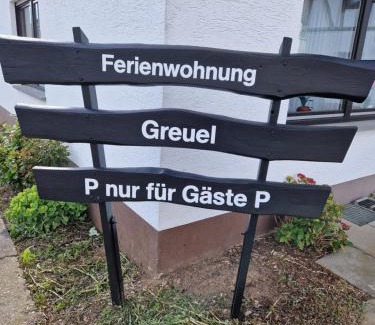 Ferienwohnung
Greuel
P nur für Gäste P